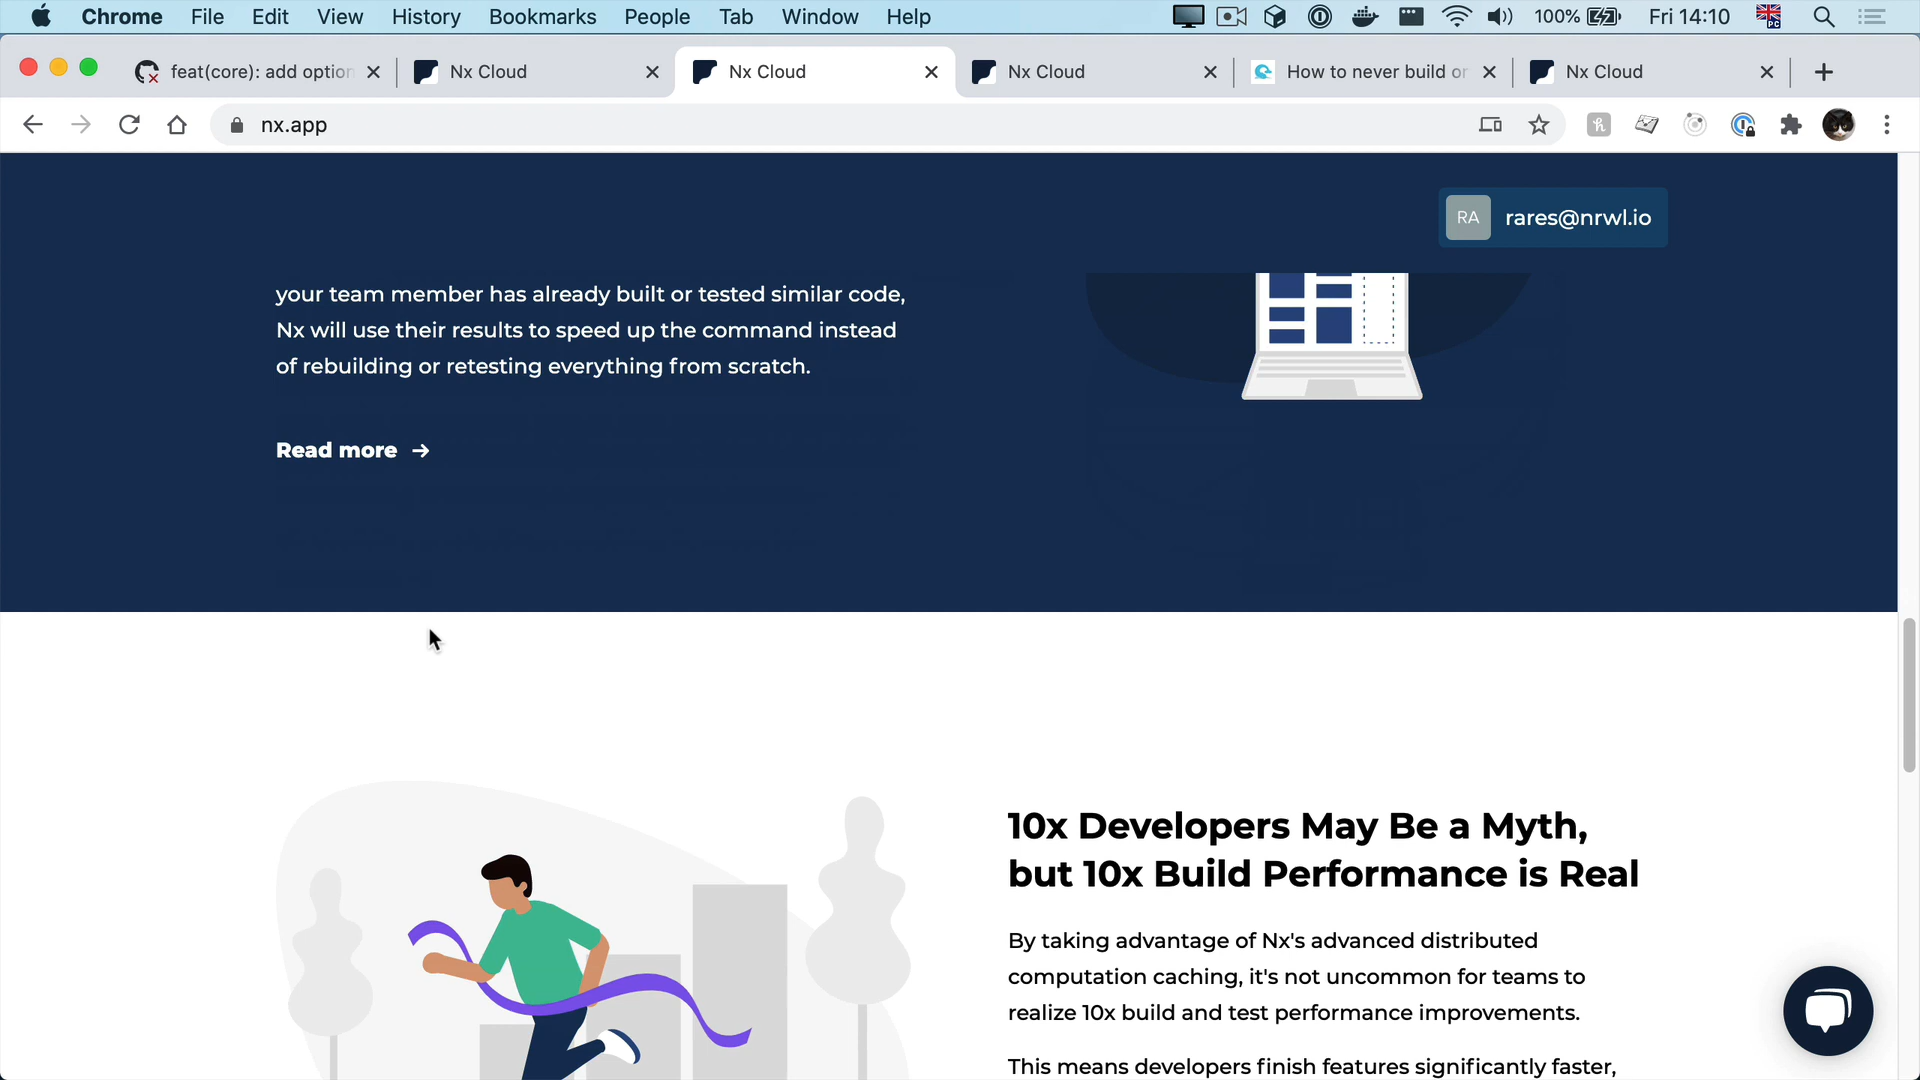 Chrome File Edit View History Bookmarks People Tab Window Help 100% Fri 14:10 PC
feat(core): add option Nx Cloud Nx Cloud Nx Cloud How to never build or Nx Cloud
nx.app
RA rares@nrwl.io
your team member has already built or tested similar code,
Nx will use their results to speed up the command instead
of rebuilding or retesting everything from scratch.
Read more →
10x Developers May Be a Myth,
but 10x Build Performance is Real
By taking advantage of Nx's advanced distributed
computation caching, it's not uncommon for teams to
realize 10x build and test performance improvements.
This means developers finish features significantly faster,